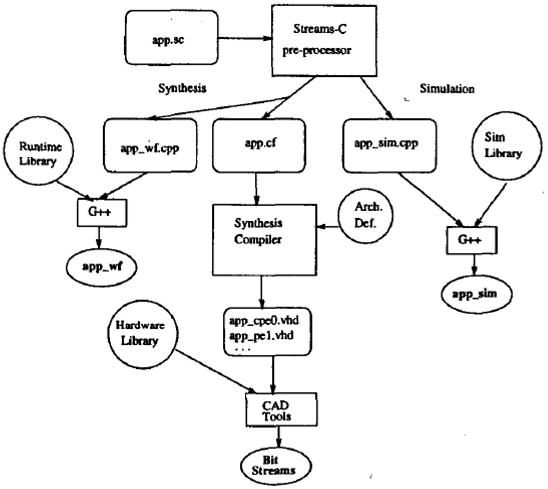 app.sc
Streams-C
pre-processor
Synthesis
Simulation
Runtime
Library
app_wf.cpp
app.cf
app_sim.cpp
Sim
Library
G++
Synthesis
Compiler
Arch.
Def.
G++
app_wf
app_sim
Hardware
Library
app_cpe0.vhd
app_pe1.vhd
...
CAD
Tools
Bit
Streams